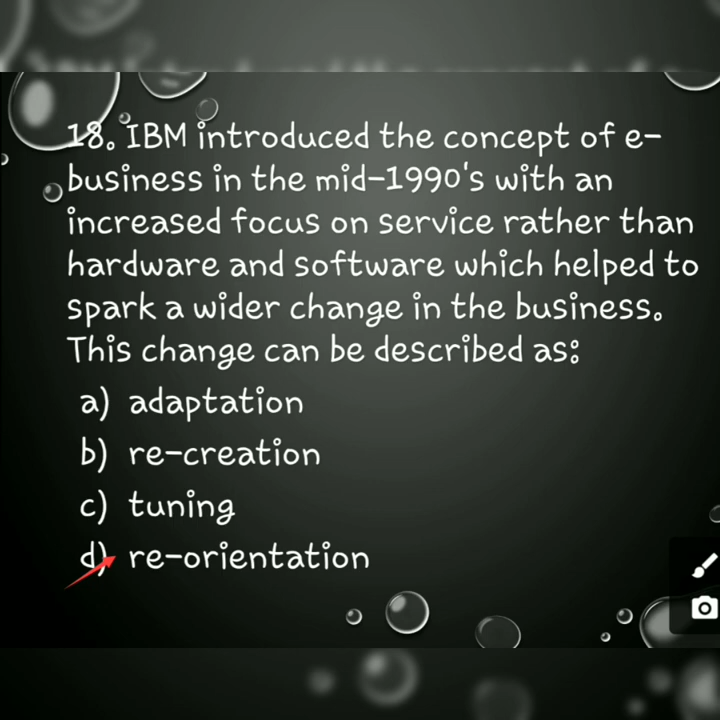 18. IBM introduced the concept of e-
business in the mid-1990's with an
increased focus on service rather than
hardware and software which helped to
spark a wider change in the business.
This change can be described as:
a) adaptation
b) re-creation
c) tuning
d) re-orientation